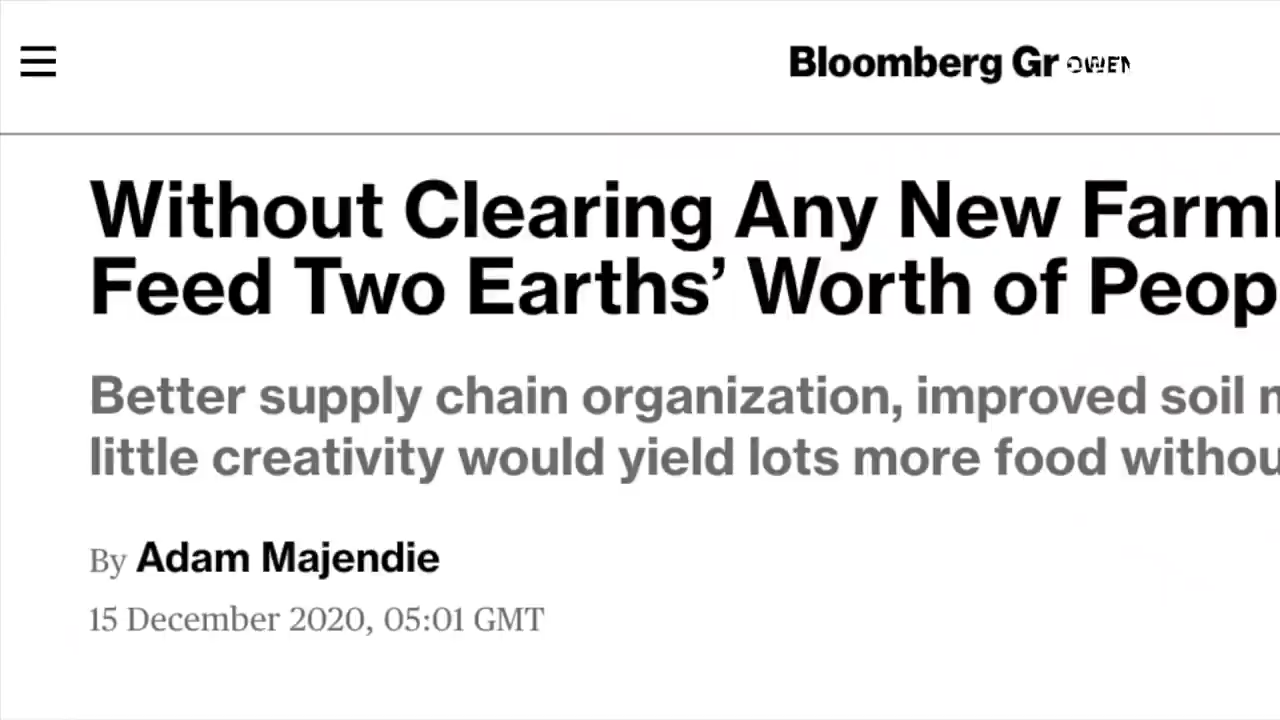 Bloomberg Gr
Without Clearing Any New Farml
Feed Two Earths’ Worth of Peop
Better supply chain organization, improved soil
little creativity would yield lots more food withou
By Adam Majendie
15 December 2020, 05:01 GMT